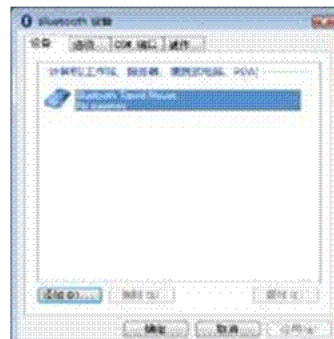 Bluetooth 设备
设备 选项 COM 端口 硬件
计算机(工作站, 服务器, 便携式电脑, PDA)
Bluetooth Travel Mouse
添加(D)... 删除(R) 属性(P)
确定 取消 应用(A)